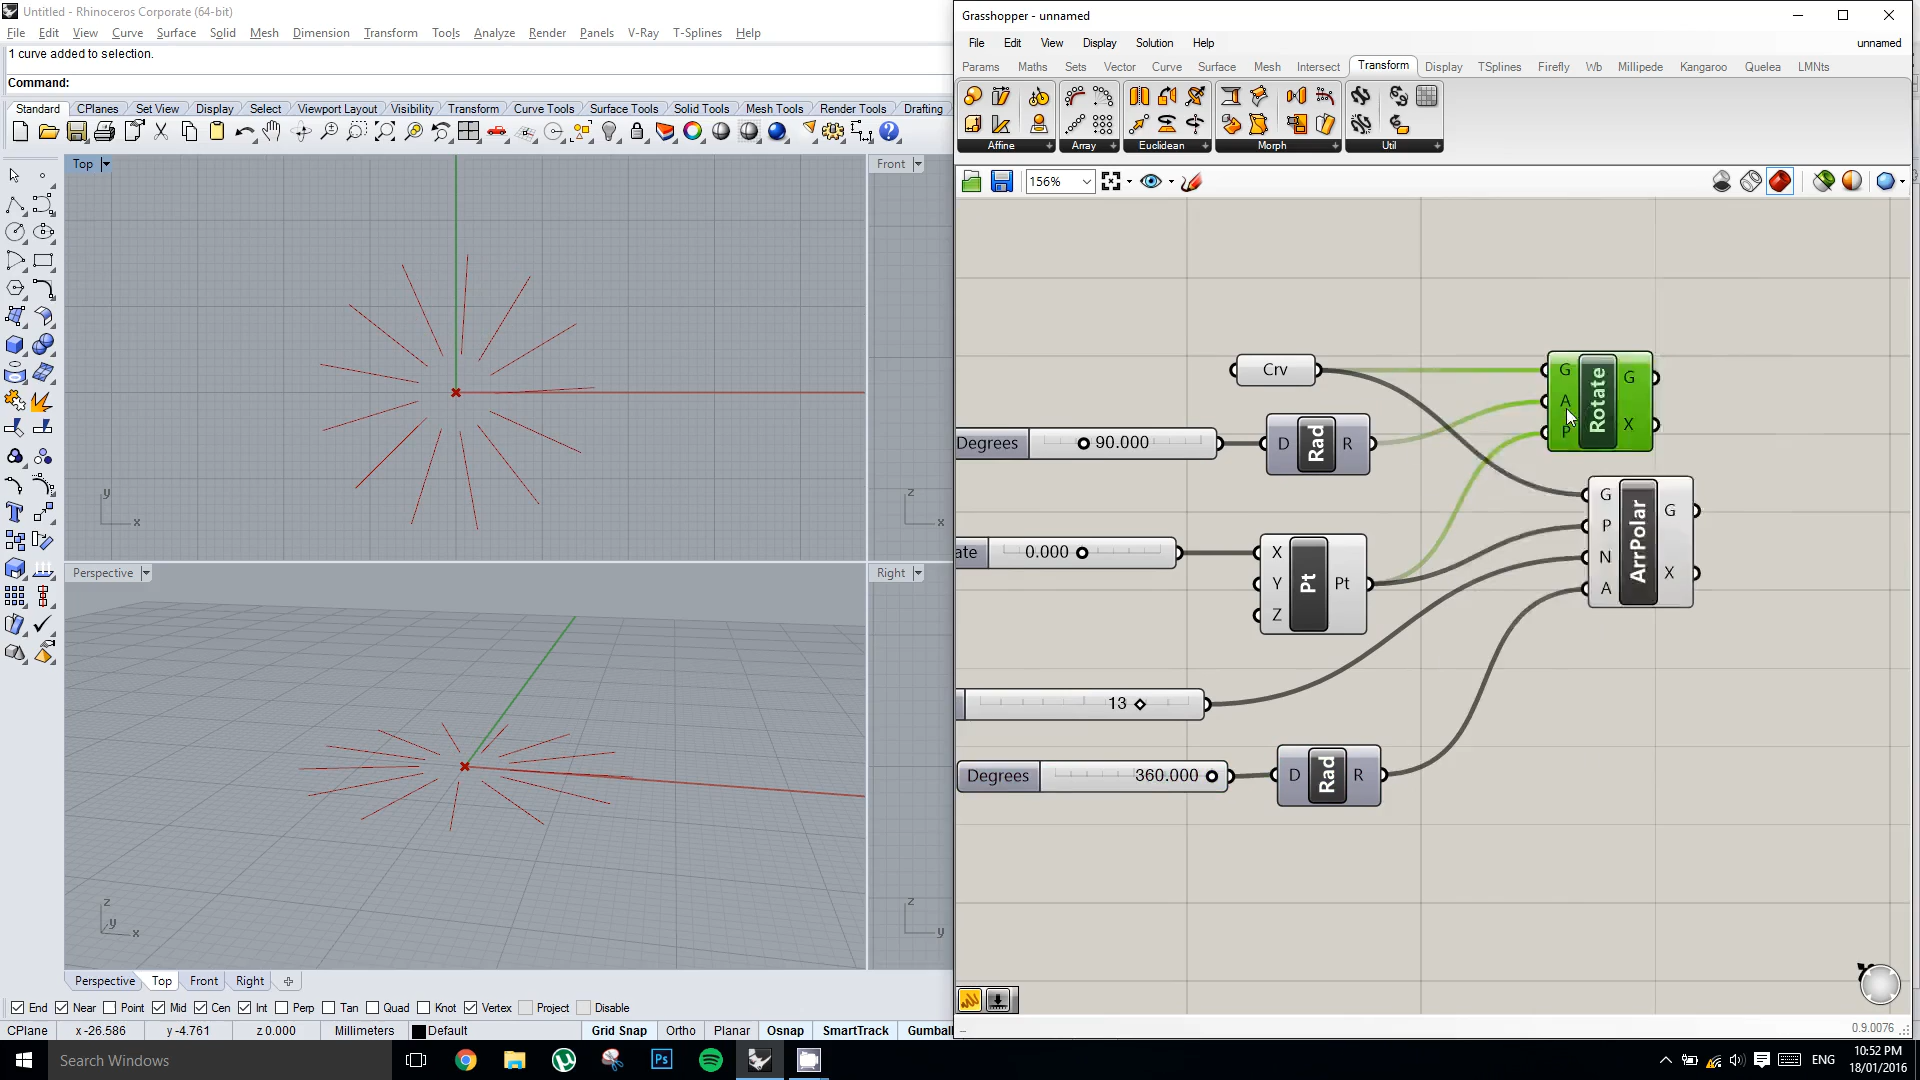 Untitled - Rhinoceros Corporate (64-bit)
File Edit View Curve Surface Solid Mesh Dimension Transform Tools Analyze Render Panels V-Ray T-Splines Help
1 curve added to selection.
Command:
Standard CPlanes Set View Display Select Viewport Layout Visibility Transform Curve Tools Surface Tools Solid Tools Mesh Tools Render Tools Drafting
Top
Front
y
x
z
x
Perspective
Right
z
y
x
z
y
Perspective Top Front Right
End Near Point Mid Cen Int Perp Tan Quad Knot Vertex Project Disable
CPlane x -26.586 y -4.761 z 0.000 Millimeters Default Grid Snap Ortho Planar Osnap SmartTrack Gumball
Grasshopper - unnamed
File Edit View Display Solution Help unnamed
Params Maths Sets Vector Curve Surface Mesh Intersect Transform Display TSplines Firefly Wb Millipede Kangaroo Quelea LMNts
Affine Array Euclidean Morph Util
156%
Crv
G A P Rotate G X
Degrees 90.000
D Rad R
G P N A ArrPolar G X
ate 0.000
X Y Z Pt Pt
13
Degrees 360.000
D Rad R
0.9.0076
Search Windows
Ps
ENG
10:52 PM
18/01/2016